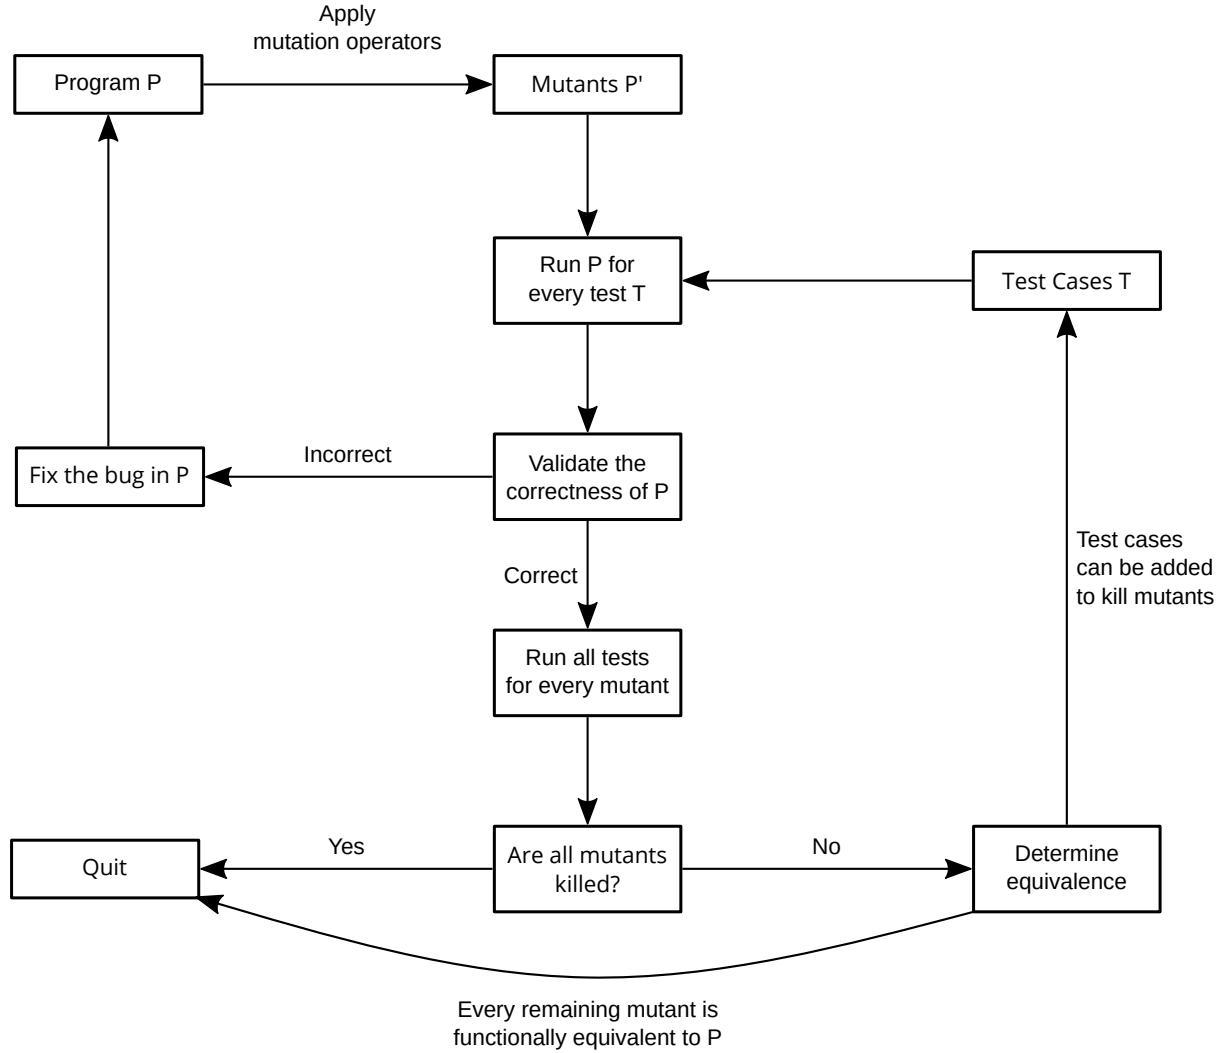 Apply
mutation operators
Program P
Mutants P'
Run P for
every test T
Test Cases T
Fix the bug in P
Incorrect
Validate the
correctness of P
Correct
Test cases
can be added
to kill mutants
Run all tests
for every mutant
Quit
Yes
Are all mutants
killed?
No
Determine
equivalence
Every remaining mutant is
functionally equivalent to P